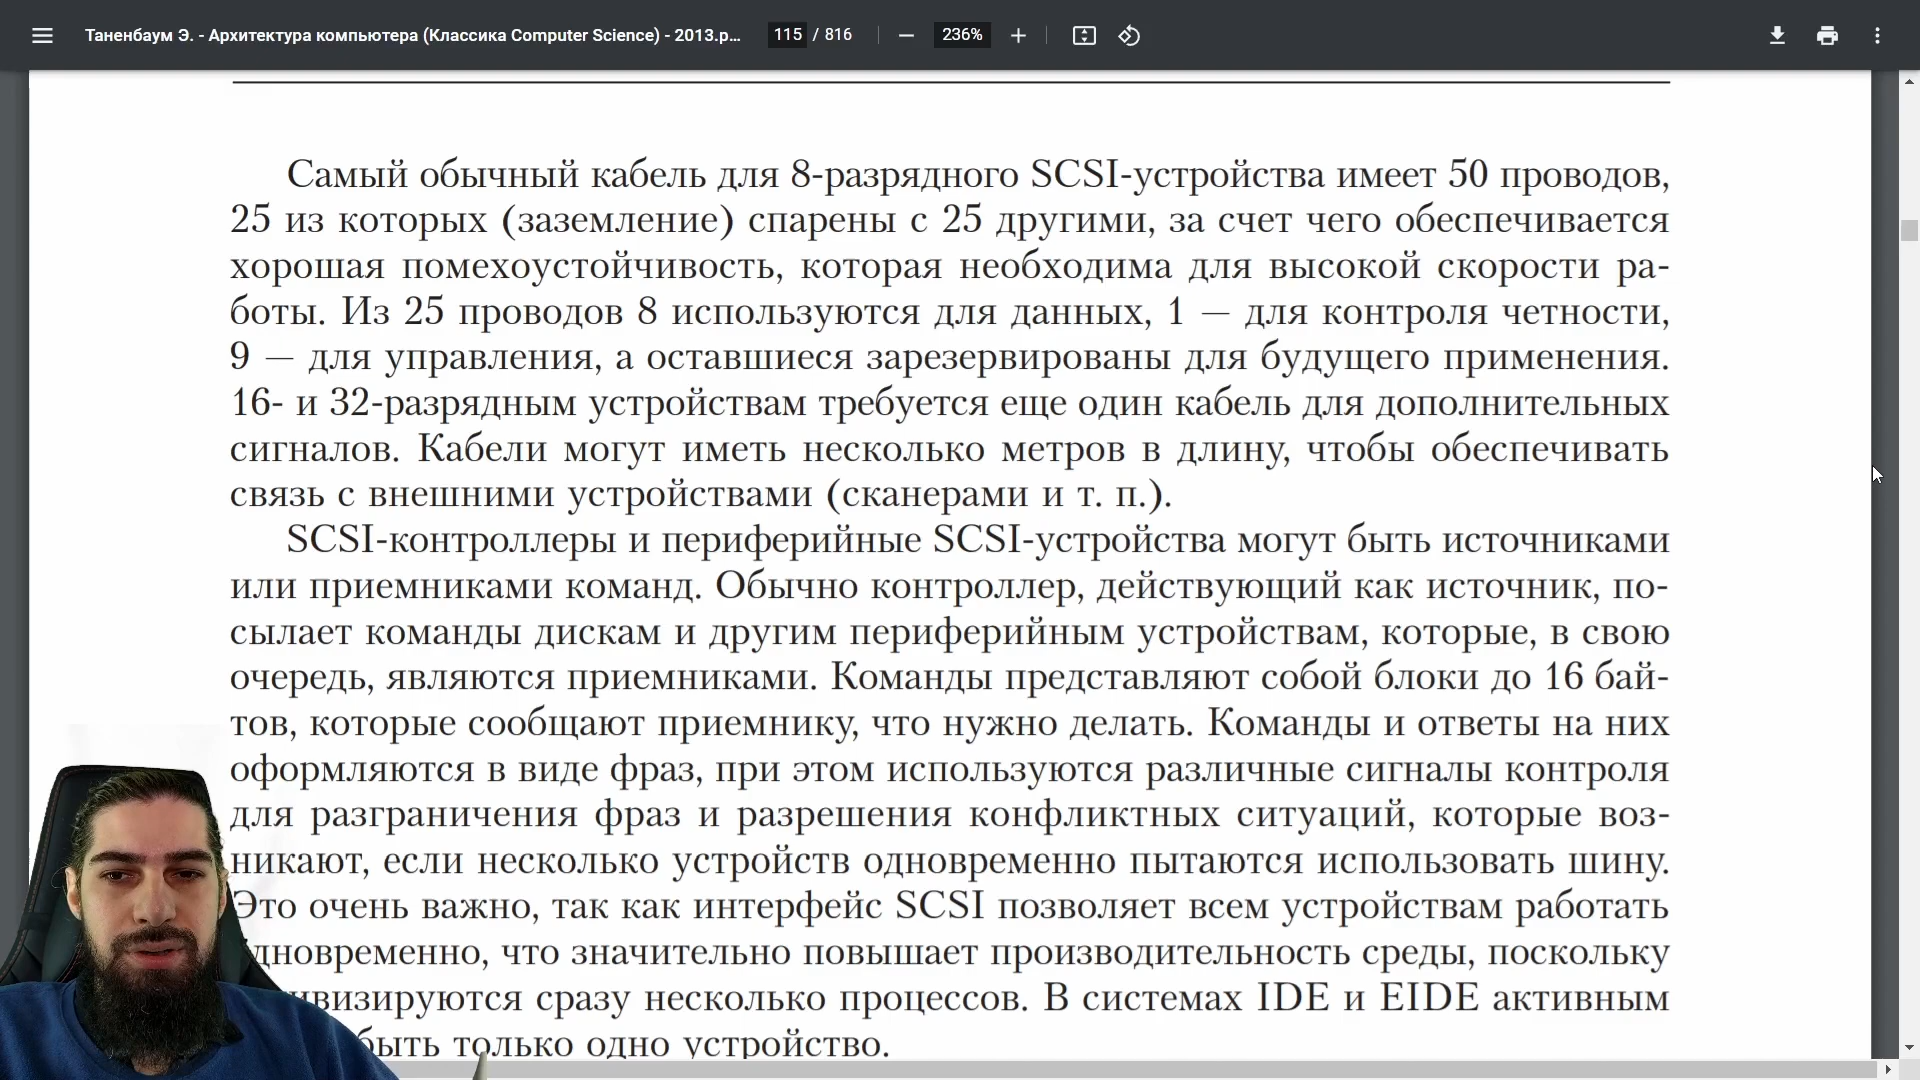 Таненбаум Э. - Архитектура компьютера (Классика Computer Science) - 2013.p...
115 / 816
236%
Самый обычный кабель для 8-разрядного SCSI-устройства имеет 50 проводов,
25 из которых (заземление) спарены с 25 другими, за счет чего обеспечивается
хорошая помехоустойчивость, которая необходима для высокой скорости ра-
боты. Из 25 проводов 8 используются для данных, 1 — для контроля четности,
9 — для управления, а оставшиеся зарезервированы для будущего применения.
16- и 32-разрядным устройствам требуется еще один кабель для дополнительных
сигналов. Кабели могут иметь несколько метров в длину, чтобы обеспечивать
связь с внешними устройствами (сканерами и т. п.).
SCSI-контроллеры и периферийные SCSI-устройства могут быть источниками
или приемниками команд. Обычно контроллер, действующий как источник, по-
сылает команды дискам и другим периферийным устройствам, которые, в свою
очередь, являются приемниками. Команды представляют собой блоки до 16 бай-
тов, которые сообщают приемнику, что нужно делать. Команды и ответы на них
оформляются в виде фраз, при этом используются различные сигналы контроля
для разграничения фраз и разрешения конфликтных ситуаций, которые воз-
никают, если несколько устройств одновременно пытаются использовать шину.
Это очень важно, так как интерфейс SCSI позволяет всем устройствам работать
дновременно, что значительно повышает производительность среды, поскольку
ивизируются сразу несколько процессов. В системах IDE и EIDE активным
быть только одно устройство.